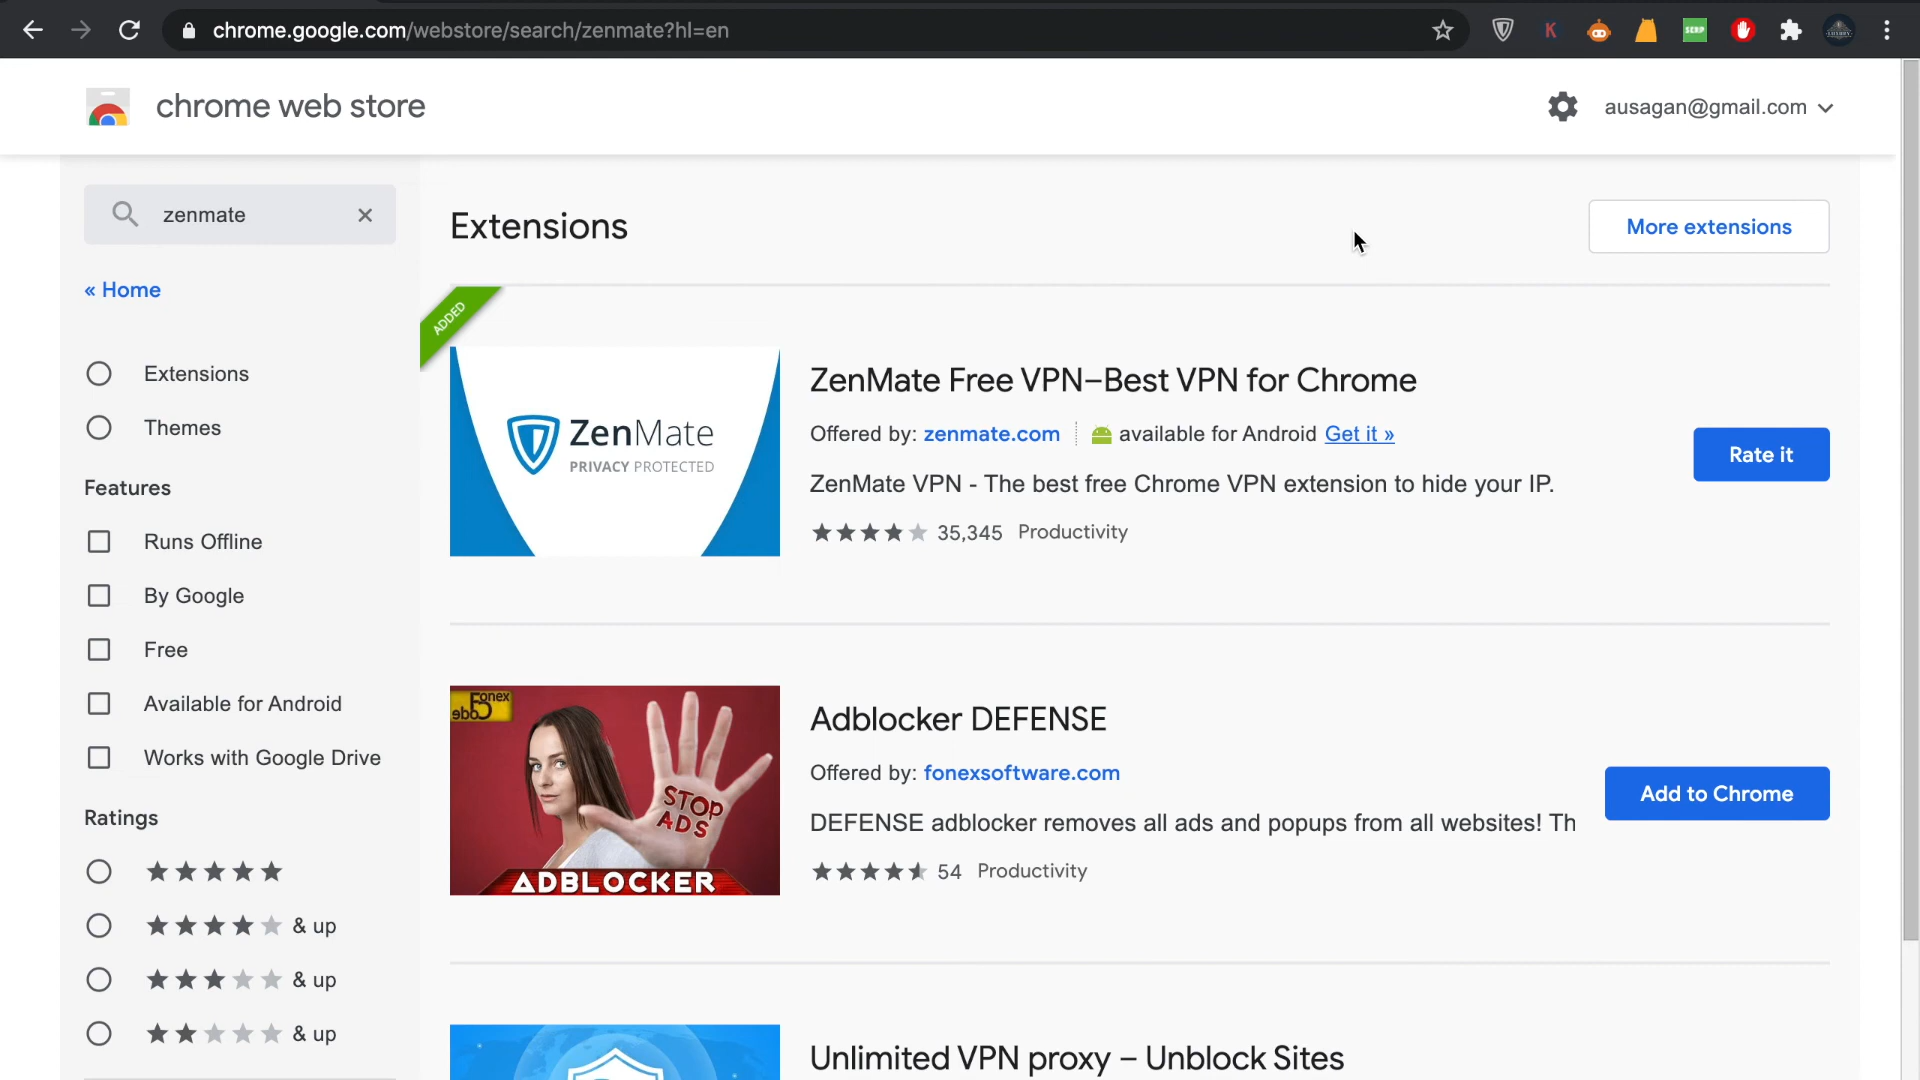 chrome.google.com/webstore/search/zenmate?hl=en
K
SERP
chrome web store
ausagan@gmail.com
zenmate
« Home
Extensions
Themes
Features
Runs Offline
By Google
Free
Available for Android
Works with Google Drive
Ratings
& up
& up
& up
Extensions
More extensions
ADDED
ZenMate
PRIVACY PROTECTED
ZenMate Free VPN–Best VPN for Chrome
Offered by: zenmate.com
available for Android Get it »
ZenMate VPN - The best free Chrome VPN extension to hide your IP.
35,345 Productivity
Rate it
Fonex
Code
STOP
ADS
ADBLOCKER
Adblocker DEFENSE
Offered by: fonexsoftware.com
DEFENSE adblocker removes all ads and popups from all websites! Th
54 Productivity
Add to Chrome
Unlimited VPN proxy – Unblock Sites